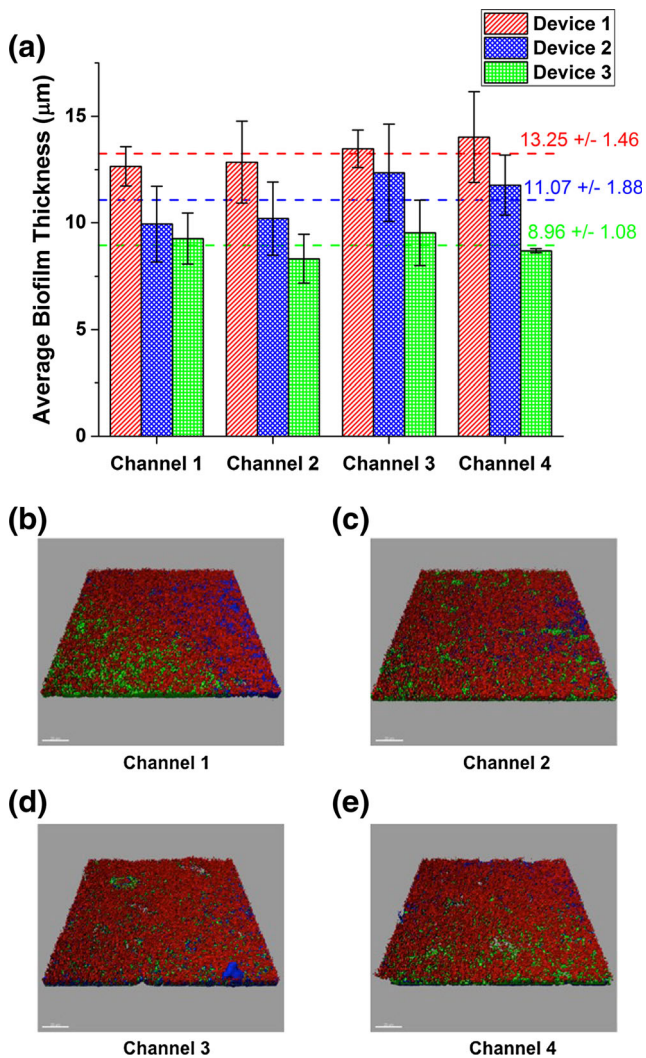 (a)
Device 1
Device 2
Device 3
Average Biofilm Thickness (μm)
15
10
5
0
13.25 +/- 1.46
11.07 +/- 1.88
8.96 +/- 1.08
Channel 1
Channel 2
Channel 3
Channel 4
(b)
(c)
Channel 1
Channel 2
(d)
(e)
Channel 3
Channel 4